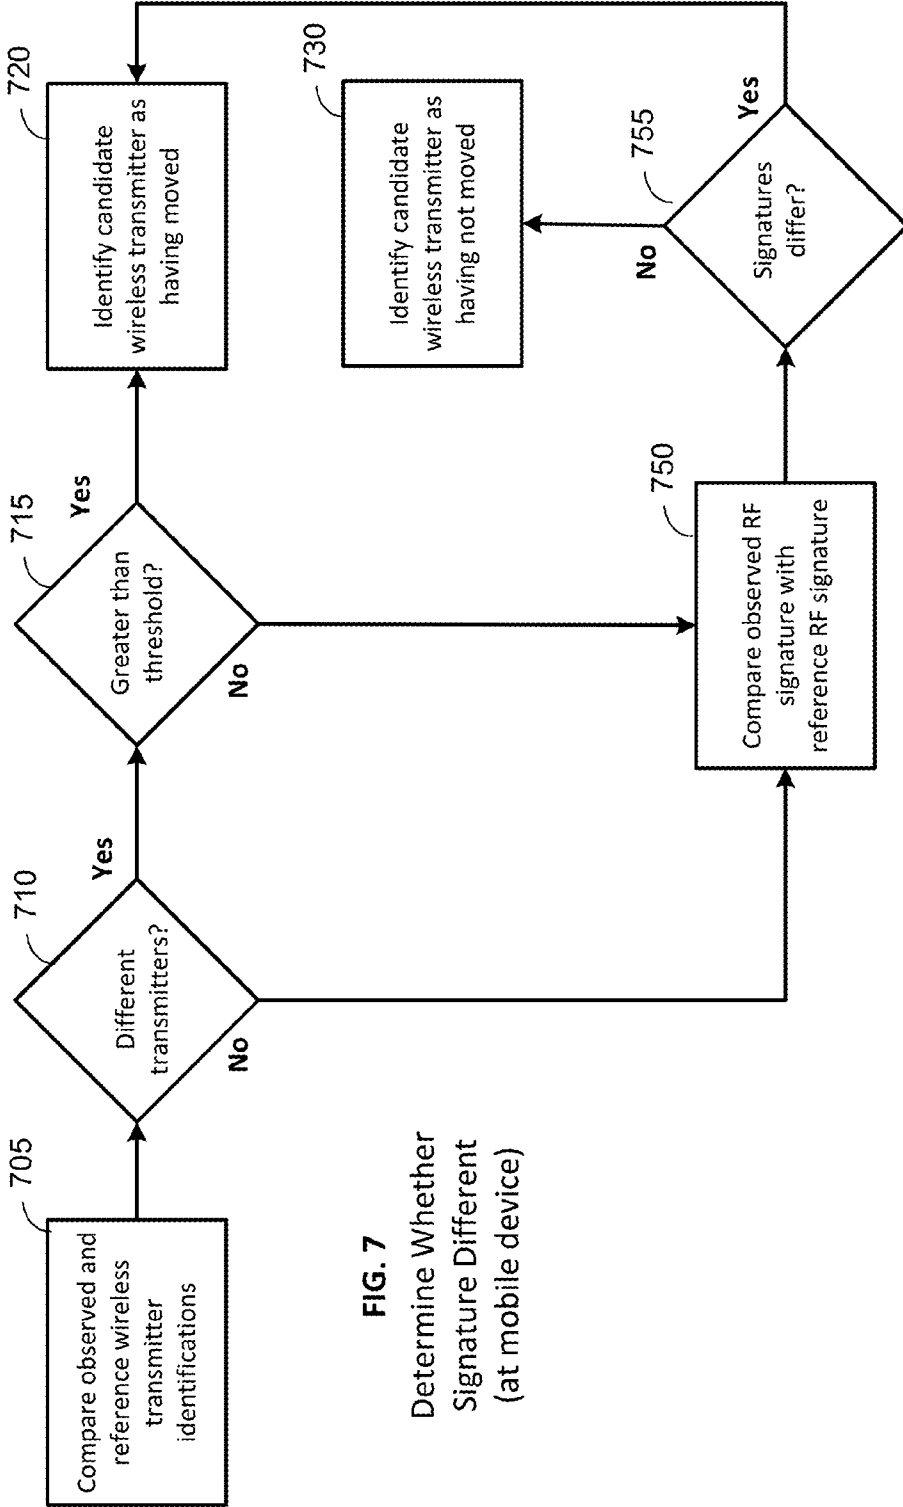 705
Compare observed and
reference wireless
transmitter
identifications
710
Different
transmitters?
Yes
No
715
Greater than
threshold?
Yes
No
720
Identify candidate
wireless transmitter as
having moved
730
Identify candidate
wireless transmitter as
having not moved
750
Compare observed RF
signature with
reference RF signature
755
Signatures
differ?
No
Yes
FIG. 7
Determine Whether
Signature Different
(at mobile device)